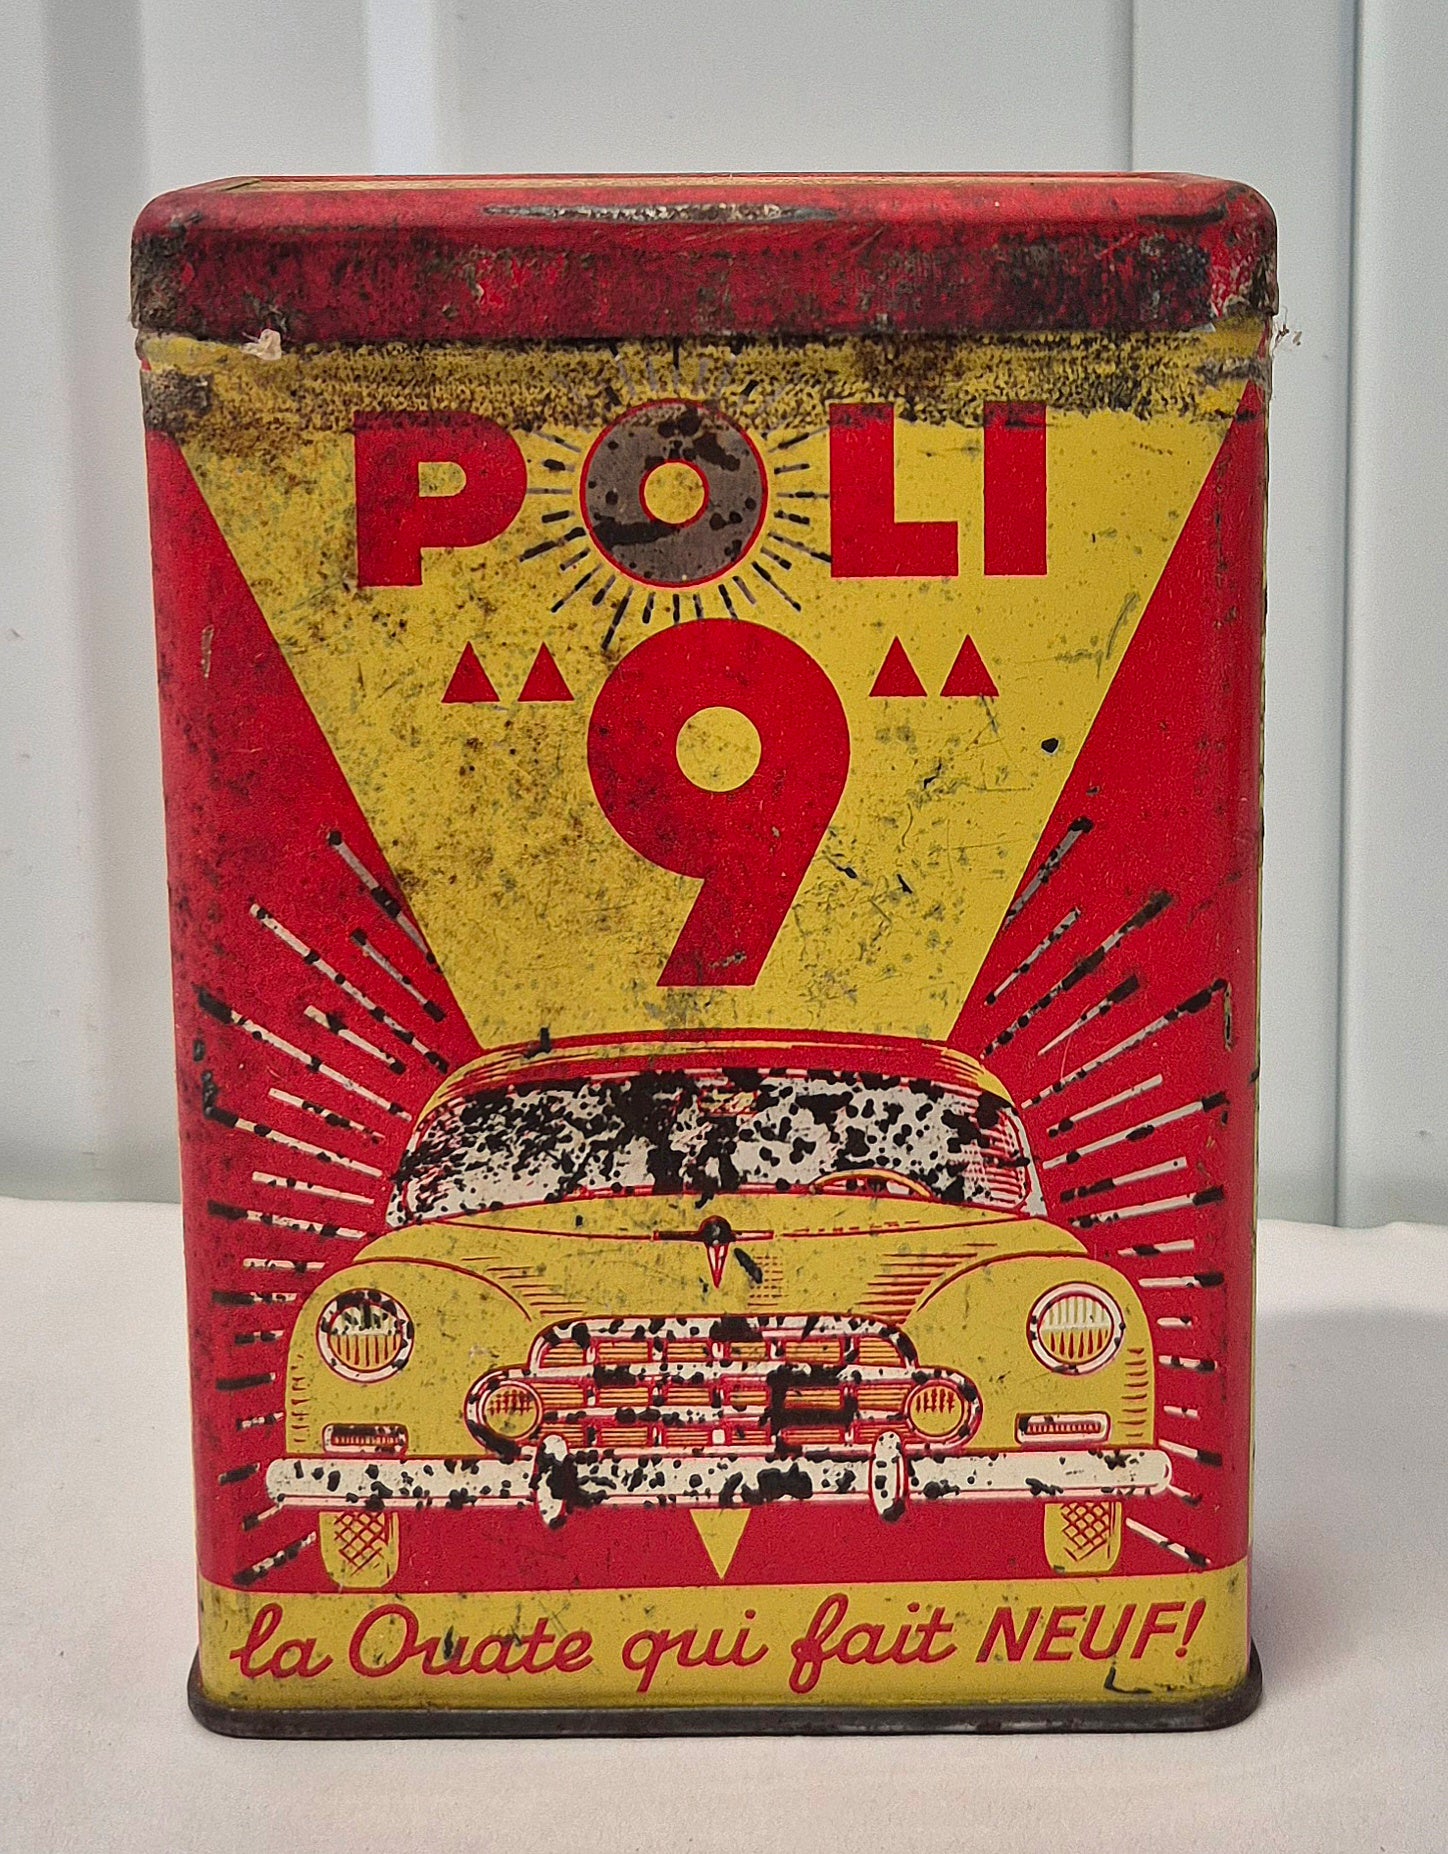 POLI
"9"
la Ouate qui fait NEUF!